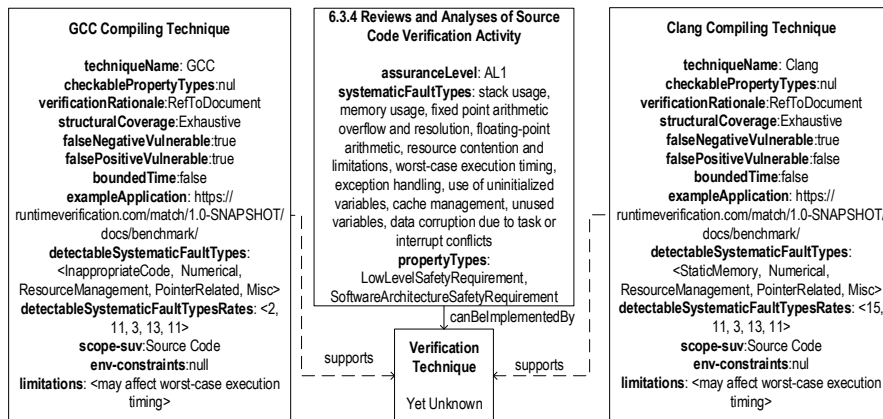 GCC Compiling Technique
techniqueName: GCC
checkablePropertyTypes:nul
verificationRationale:RefToDocument
structuralCoverage:Exhaustive
falseNegativeVulnerable:true
falsePositiveVulnerable:true
boundedTime:false
exampleApplication: https://
runtimeverification.com/match/1.0-SNAPSHOT/
docs/benchmark/
detectableSystematicFaultTypes:
<InappropriateCode, Numerical,
ResourceManagement, PointerRelated, Misc>
detectableSystematicFaultTypesRates: <2,
11, 3, 13, 11>
scope-suv:Source Code
env-constraints:null
limitations: <may affect worst-case execution
timing>
6.3.4 Reviews and Analyses of Source
Code Verification Activity
assuranceLevel: AL1
systematicFaultTypes: stack usage,
memory usage, fixed point arithmetic
overflow and resolution, floating-point
arithmetic, resource contention and
limitations, worst-case execution timing,
exception handling, use of uninitialized
variables, cache management, unused
variables, data corruption due to task or
interrupt conflicts
propertyTypes:
LowLevelSafetyRequirement,
SoftwareArchitectureSafetyRequirement
canBeImplementedBy
supports
Verification
Technique
Yet Unknown
supports
Clang Compiling Technique
techniqueName: Clang
checkablePropertyTypes:nul
verificationRationale:RefToDocument
structuralCoverage:Exhaustive
falseNegativeVulnerable:true
falsePositiveVulnerable:false
boundedTime:false
exampleApplication: https://
runtimeverification.com/match/1.0-SNAPSHOT/
docs/benchmark/
detectableSystematicFaultTypes:
<StaticMemory, Numerical,
ResourceManagement, PointerRelated, Misc>
detectableSystematicFaultTypesRates: <15,
11, 3, 13, 11>
scope-suv:Source Code
env-constraints:nul
limitations: <may affect worst-case execution
timing>